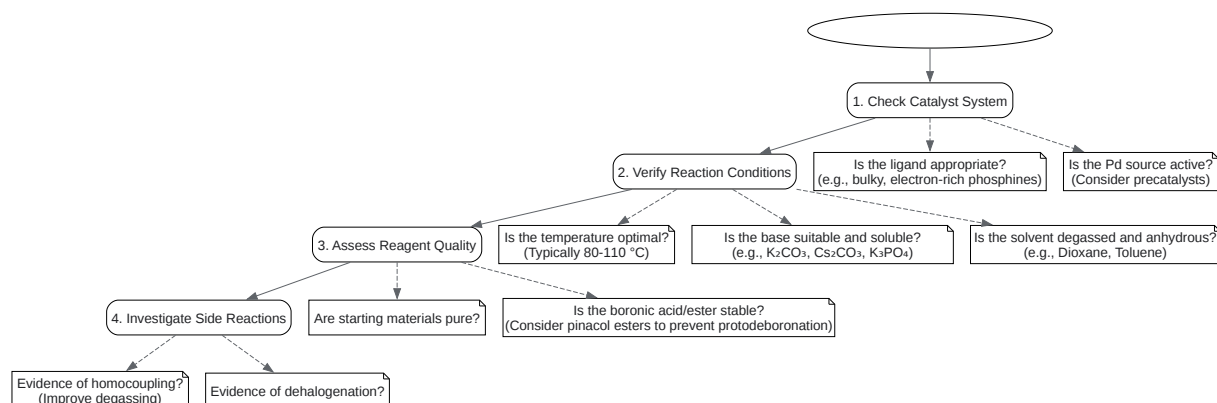 1. Check Catalyst System
Is the ligand appropriate?
(e.g., bulky, electron-rich phosphines)
Is the Pd source active?
(Consider precatalysts)
2. Verify Reaction Conditions
Is the temperature optimal?
(Typically 80-110 °C)
Is the base suitable and soluble?
(e.g., K₂CO₃, Cs₂CO₃, K₃PO₄)
Is the solvent degassed and anhydrous?
(e.g., Dioxane, Toluene)
3. Assess Reagent Quality
Are starting materials pure?
Is the boronic acid/ester stable?
(Consider pinacol esters to prevent protodeboronation)
4. Investigate Side Reactions
Evidence of homocoupling?
(Improve degassing)
Evidence of dehalogenation?